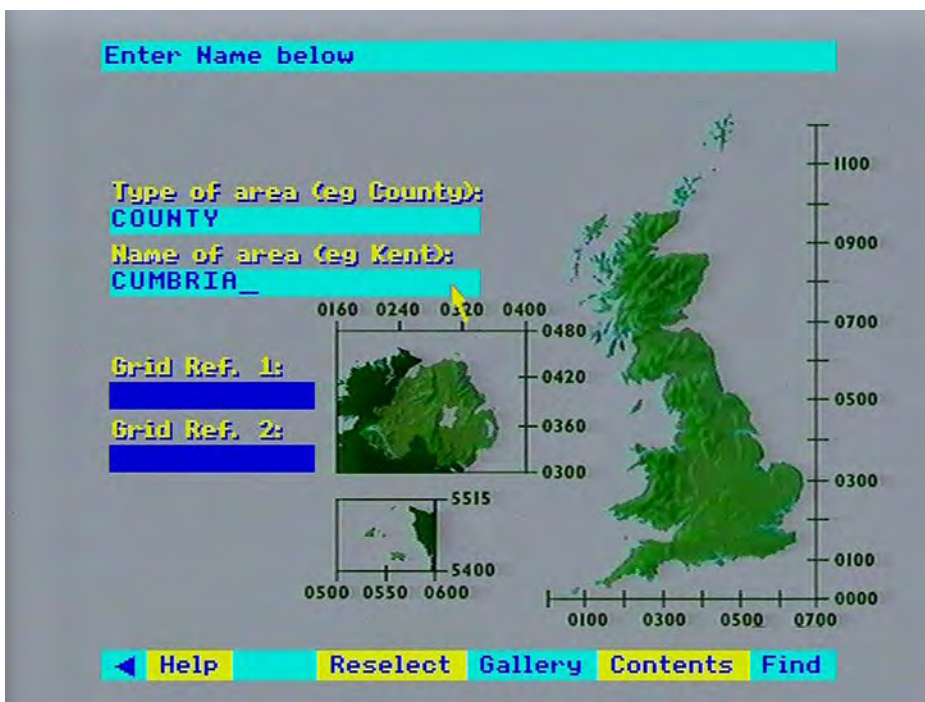 Enter Name below
Type of area (eg County):
COUNTY
Name of area (eg Kent):
CUMBRIA_
Grid Ref. 1:
Grid Ref. 2:
0160 0240 0320 0400
0480
0420
0360
0300
5515
5400
0500 0550 0600
1100
0900
0700
0500
0300
0100
0000
0100 0300 0500 0700
Help Reselect Gallery Contents Find